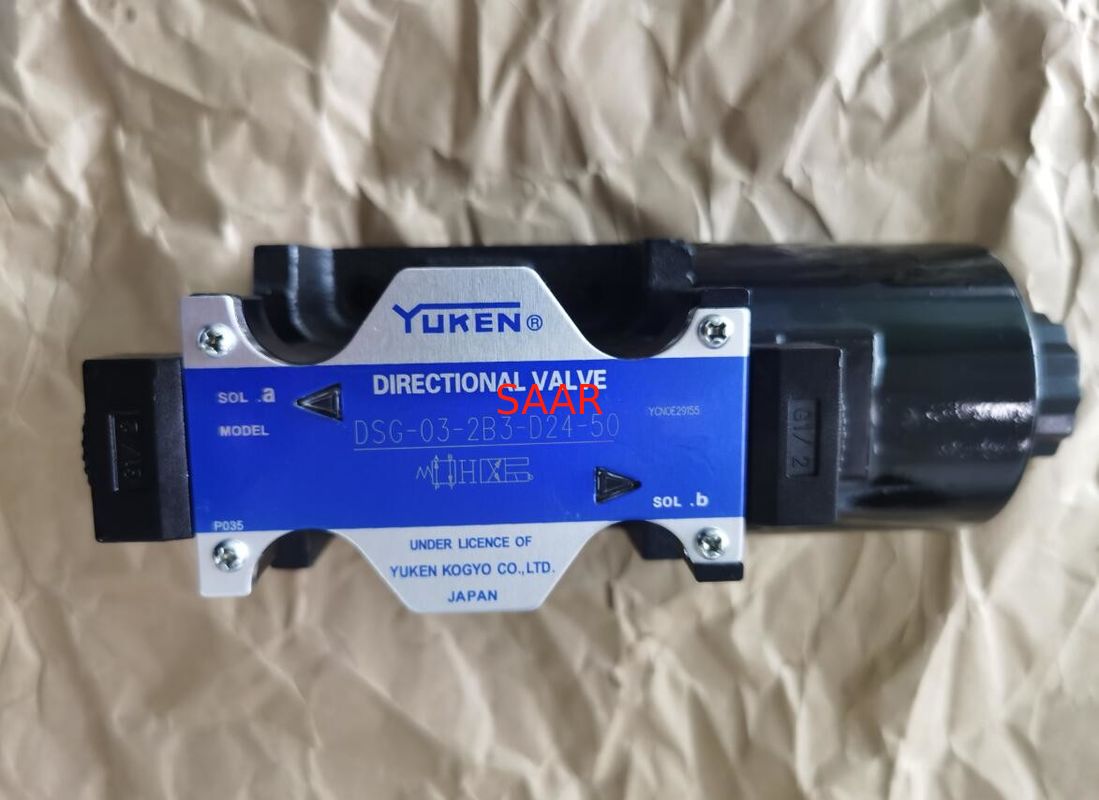 YUKEN®
DIRECTIONAL VALVE
SAAR
SOL .a
MODEL
DSG-03-2B3-D24-50
YCN0E29155
G1/2
SOL .b
P035
UNDER LICENCE OF
YUKEN KOGYO CO.,LTD.
JAPAN